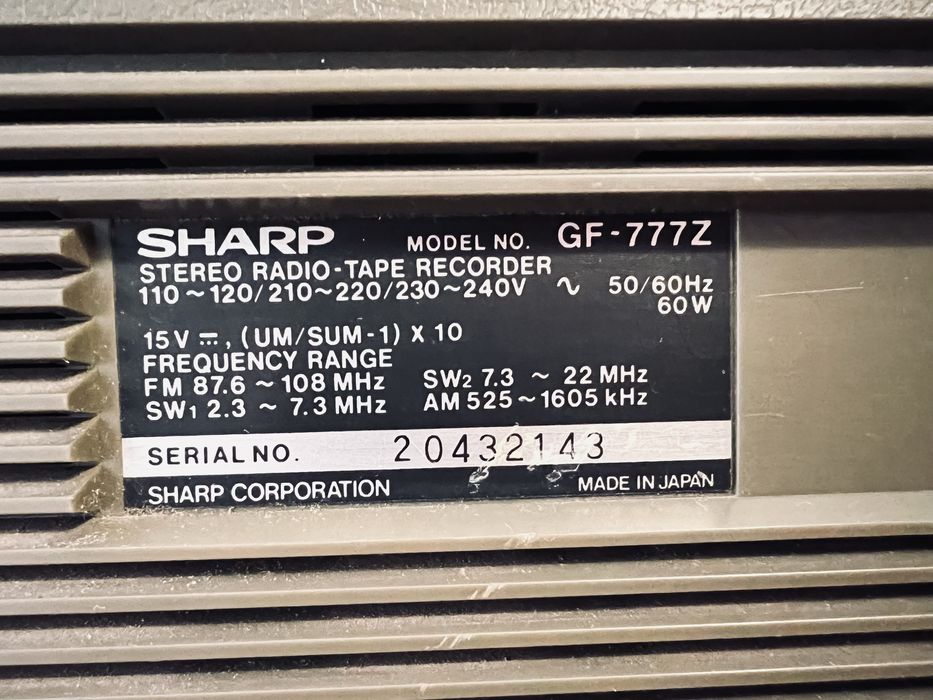 SHARP MODEL NO. GF-777Z
STEREO RADIO-TAPE RECORDER
110~120/210~220/230~240V ∿ 50/60Hz
60W
15V ⎓, (UM/SUM-1) X 10
FREQUENCY RANGE
FM 87.6 ~ 108 MHz SW2 7.3 ~ 22 MHz
SW1 2.3 ~ 7.3 MHz AM 525~1605 kHz
SERIAL NO. 20432143
SHARP CORPORATION MADE IN JAPAN